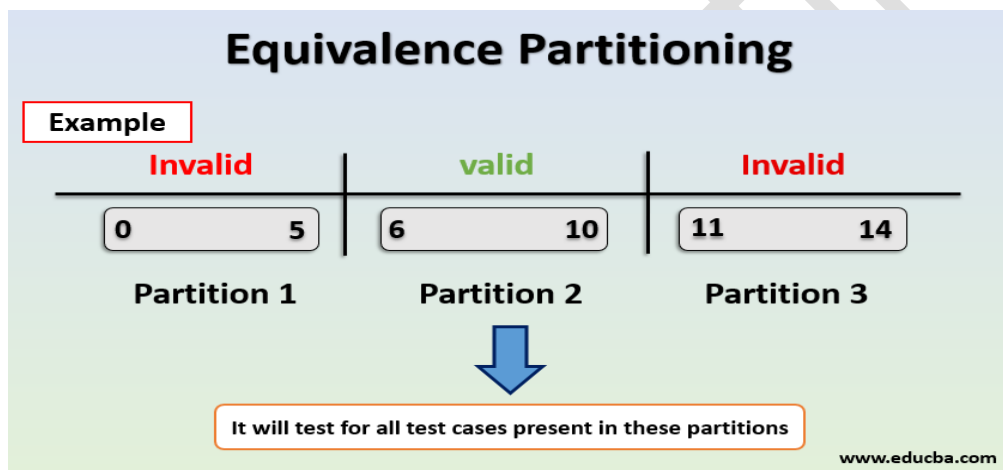 Equivalence Partitioning
Example
Invalid valid Invalid
0 5 6 10 11 14
Partition 1 Partition 2 Partition 3
It will test for all test cases present in these partitions
www.educba.com